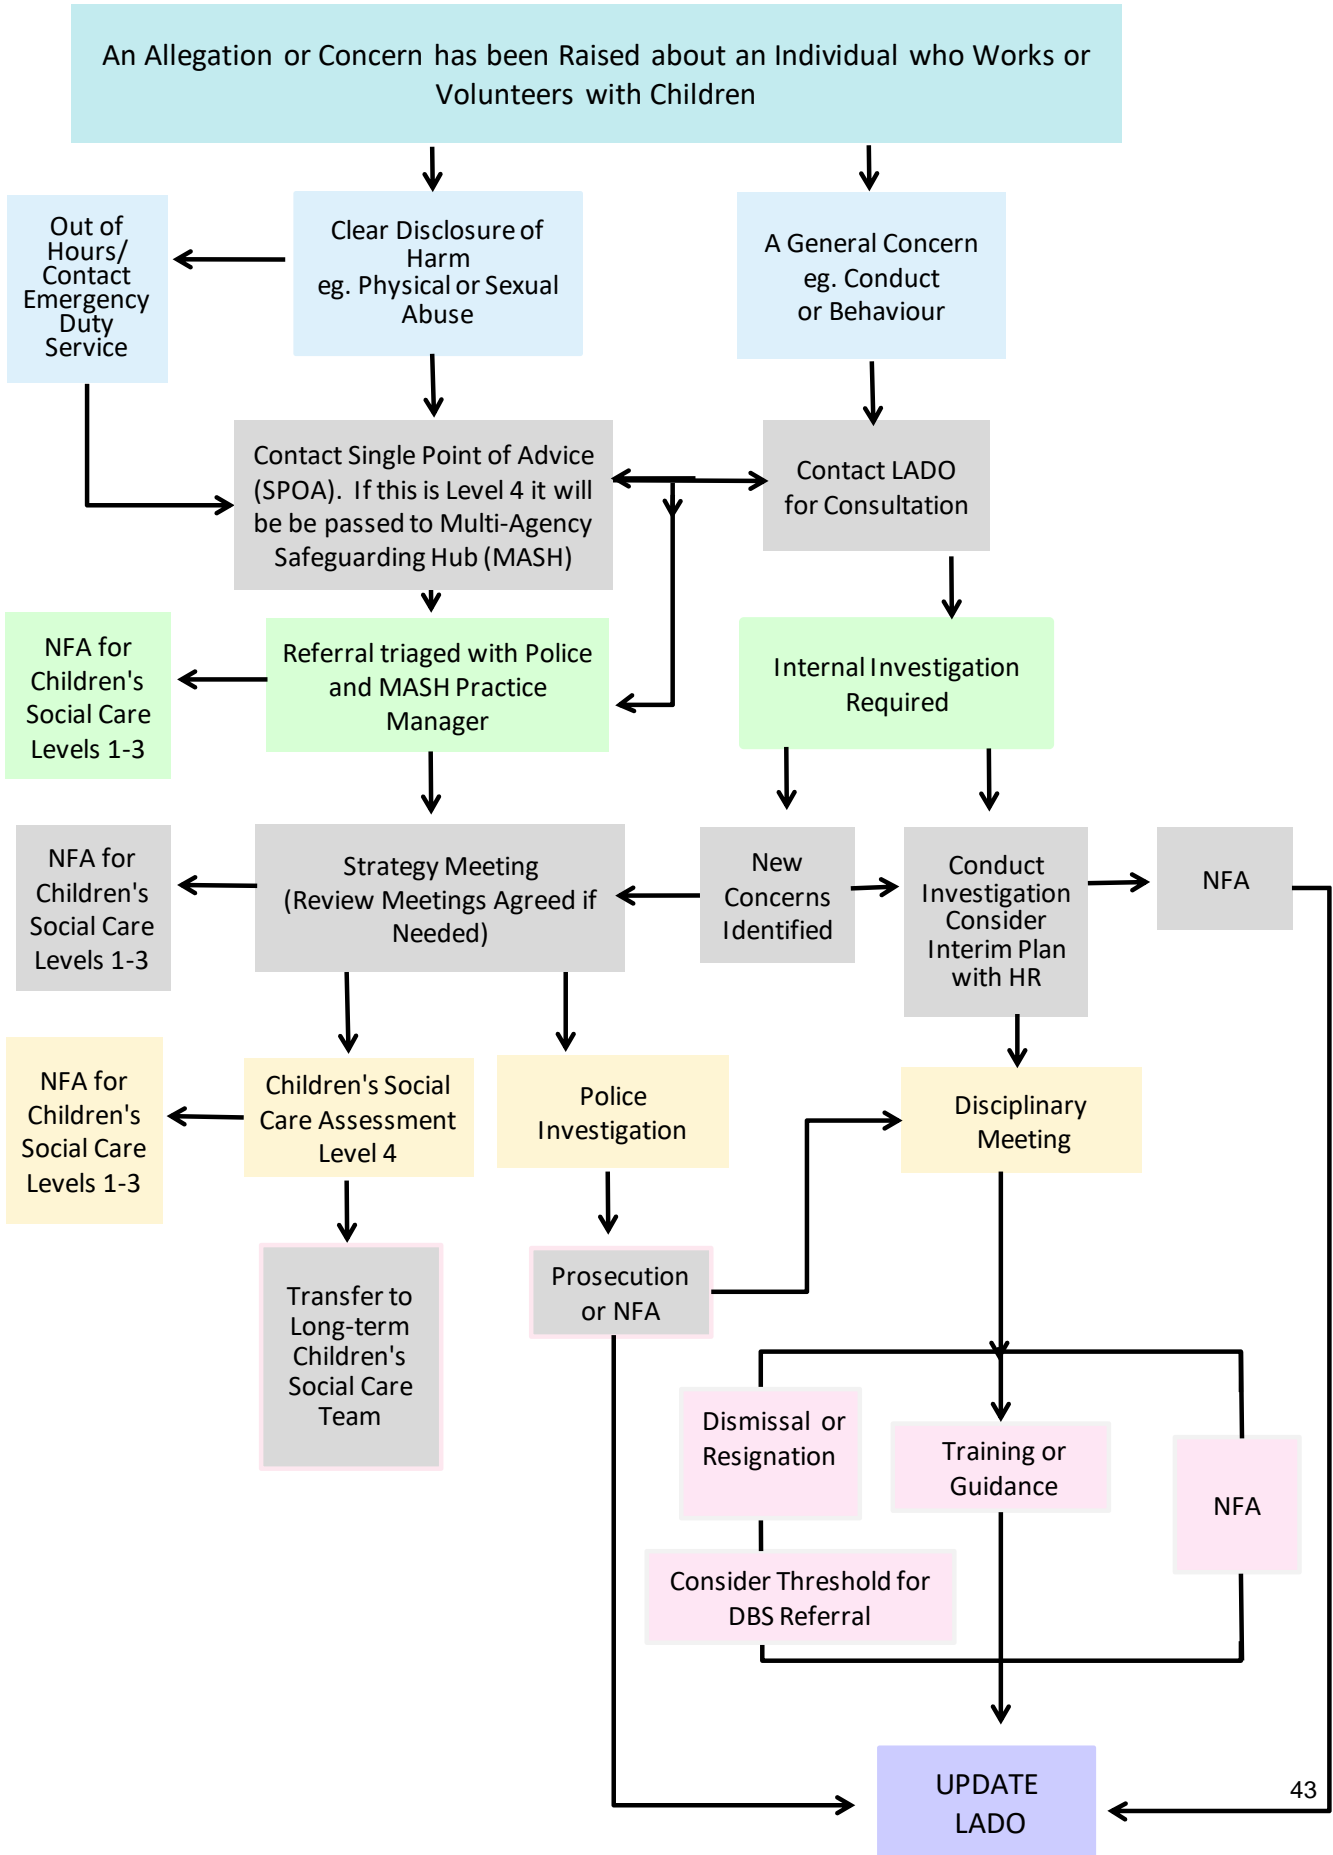 An Allegation or Concern has been Raised about an Individual who Works or
Volunteers with Children
Out of
Hours/
Contact
Emergency
Duty
Service
Clear Disclosure of
Harm
eg. Physical or Sexual
Abuse
A General Concern
eg. Conduct
or Behaviour
Contact Single Point of Advice
(SPOA). If this is Level 4 it will
be be passed to Multi-Agency
Safeguarding Hub (MASH)
Contact LADO
for Consultation
NFA for
Children's
Social Care
Levels 1-3
Referral triaged with Police
and MASH Practice
Manager
Internal Investigation
Required
NFA for
Children's
Social Care
Levels 1-3
Strategy Meeting
(Review Meetings Agreed if
Needed)
New
Concerns
Identified
Conduct
Investigation
Consider
Interim Plan
with HR
NFA
NFA for
Children's
Social Care
Levels 1-3
Children's Social
Care Assessment
Level 4
Police
Investigation
Disciplinary
Meeting
Transfer to
Long-term
Children's
Social Care
Team
Prosecution
or NFA
Dismissal or
Resignation
Training or
Guidance
NFA
Consider Threshold for
DBS Referral
UPDATE
LADO
43